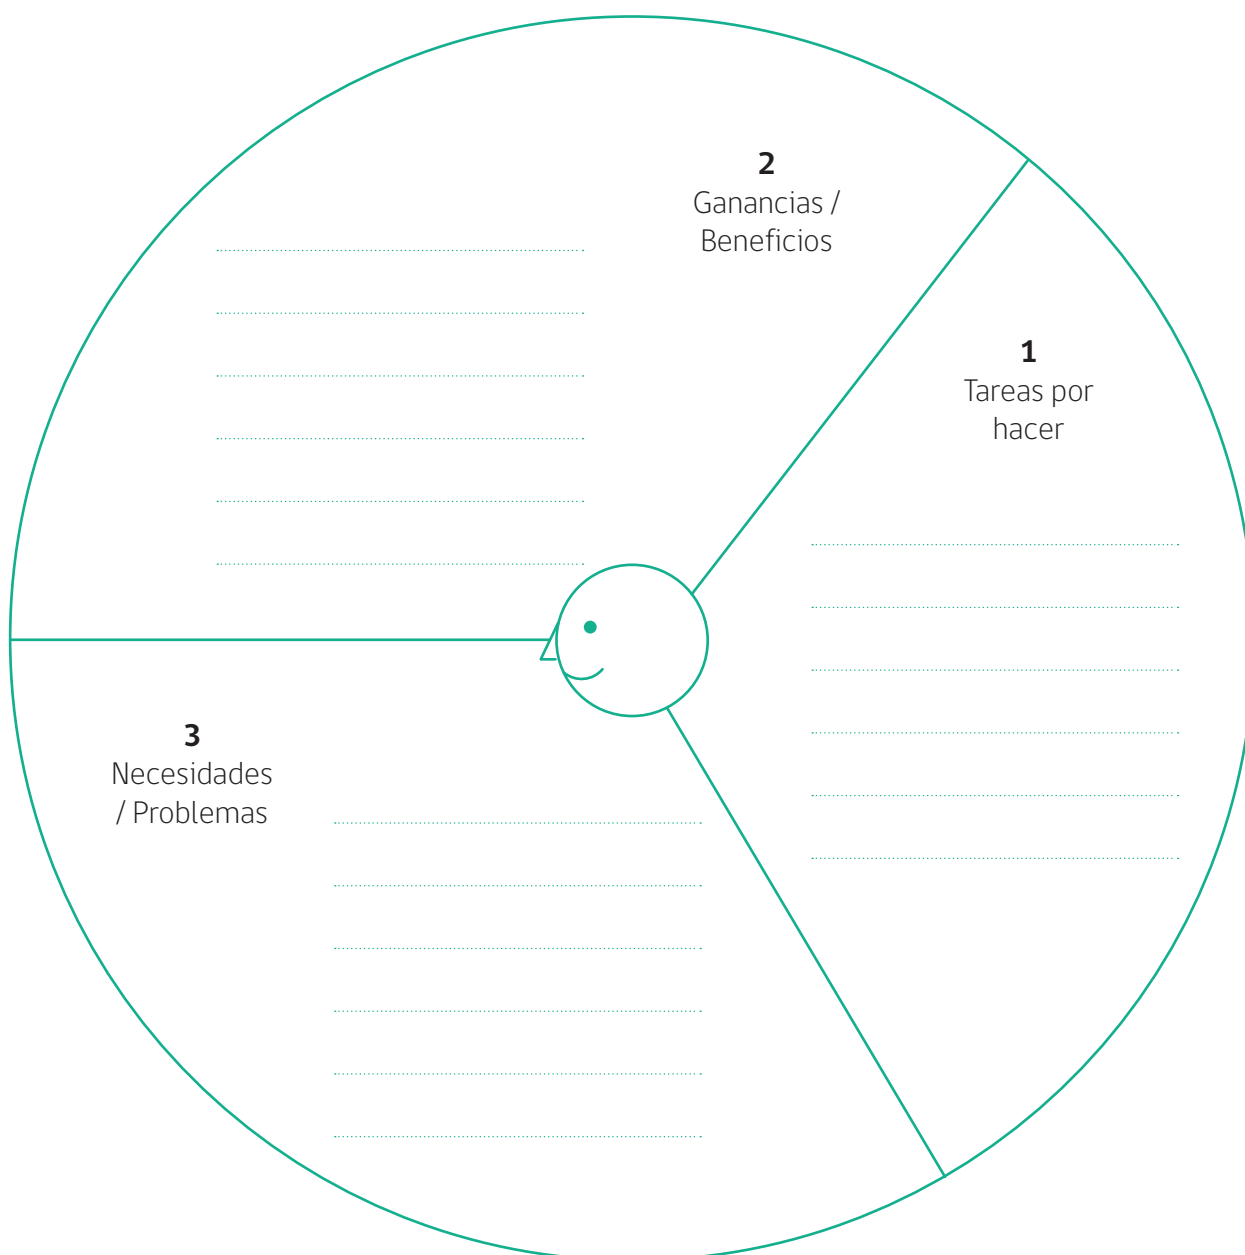 2
Ganancias /
Beneficios
1
Tareas por
hacer
3
Necesidades
/ Problemas